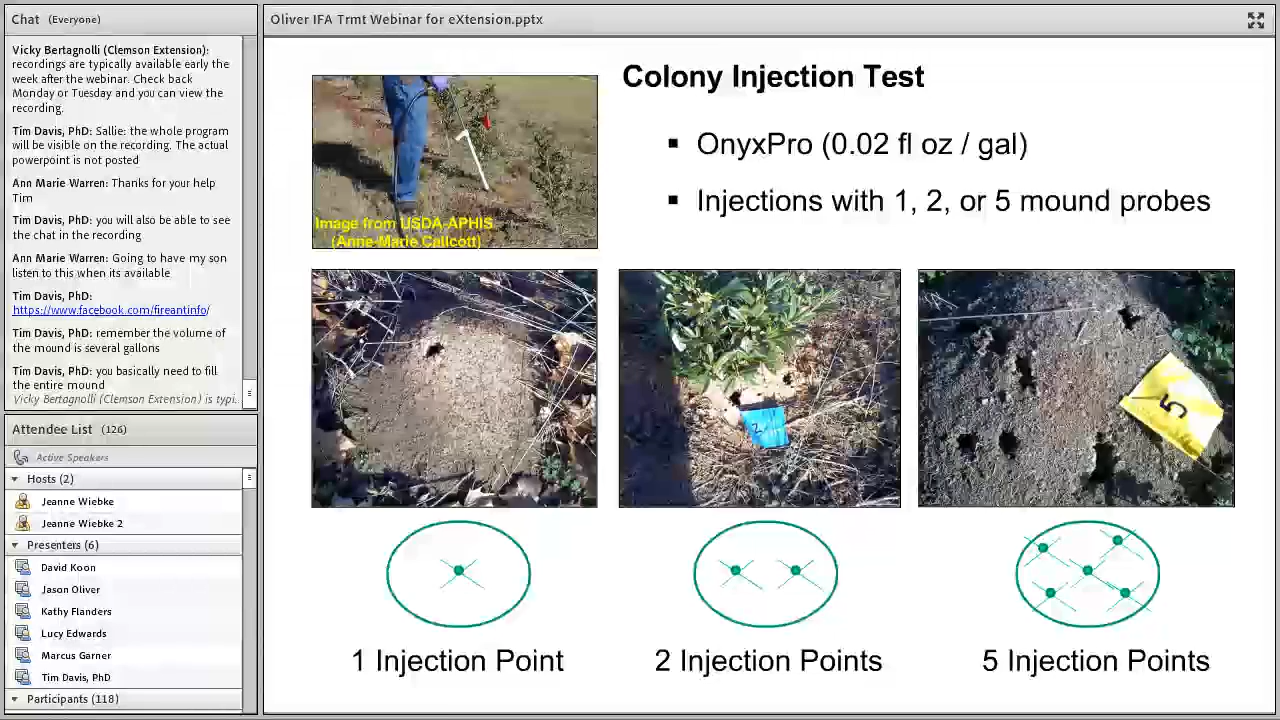 Chat (Everyone)
Vicky Bertagnolli (Clemson Extension):
recordings are typically available early the
week after the webinar. Check back
Monday or Tuesday and you can view the
recording.
Tim Davis, PhD: Sallie: the whole program
will be visible on the recording. The actual
powerpoint is not posted
Ann Marie Warren: Thanks for your help
Tim
Tim Davis, PhD: you will also be able to see
the chat in the recording
Ann Marie Warren: Going to have my son
listen to this when its available
Tim Davis, PhD:
https://www.facebook.com/fireantinfo/
Tim Davis, PhD: remember the volume of
the mound is several gallons
Tim Davis, PhD: you basically need to fill
the entire mound
Vicky Bertagnolli (Clemson Extension) is typi.
Attendee List (126)
Active Speakers
Hosts (2)
Jeanne Wiebke
Jeanne Wiebke 2
Presenters (6)
David Koon
Jason Oliver
Kathy Flanders
Lucy Edwards
Marcus Garner
Tim Davis, PhD
Participants (118)
Oliver IFA Trmt Webinar for eXtension.pptx
Colony Injection Test
OnyxPro (0.02 fl oz / gal)
Injections with 1, 2, or 5 mound probes
Image from USDA-APHIS
(Anne-Marie Callcott)
2
5
1 Injection Point
2 Injection Points
5 Injection Points